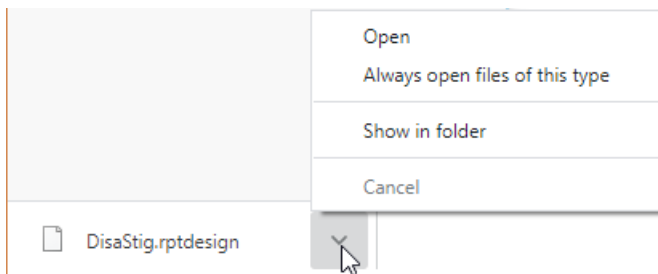 Open
Always open files of this type
Show in folder
Cancel
DisaStig.rptdesign